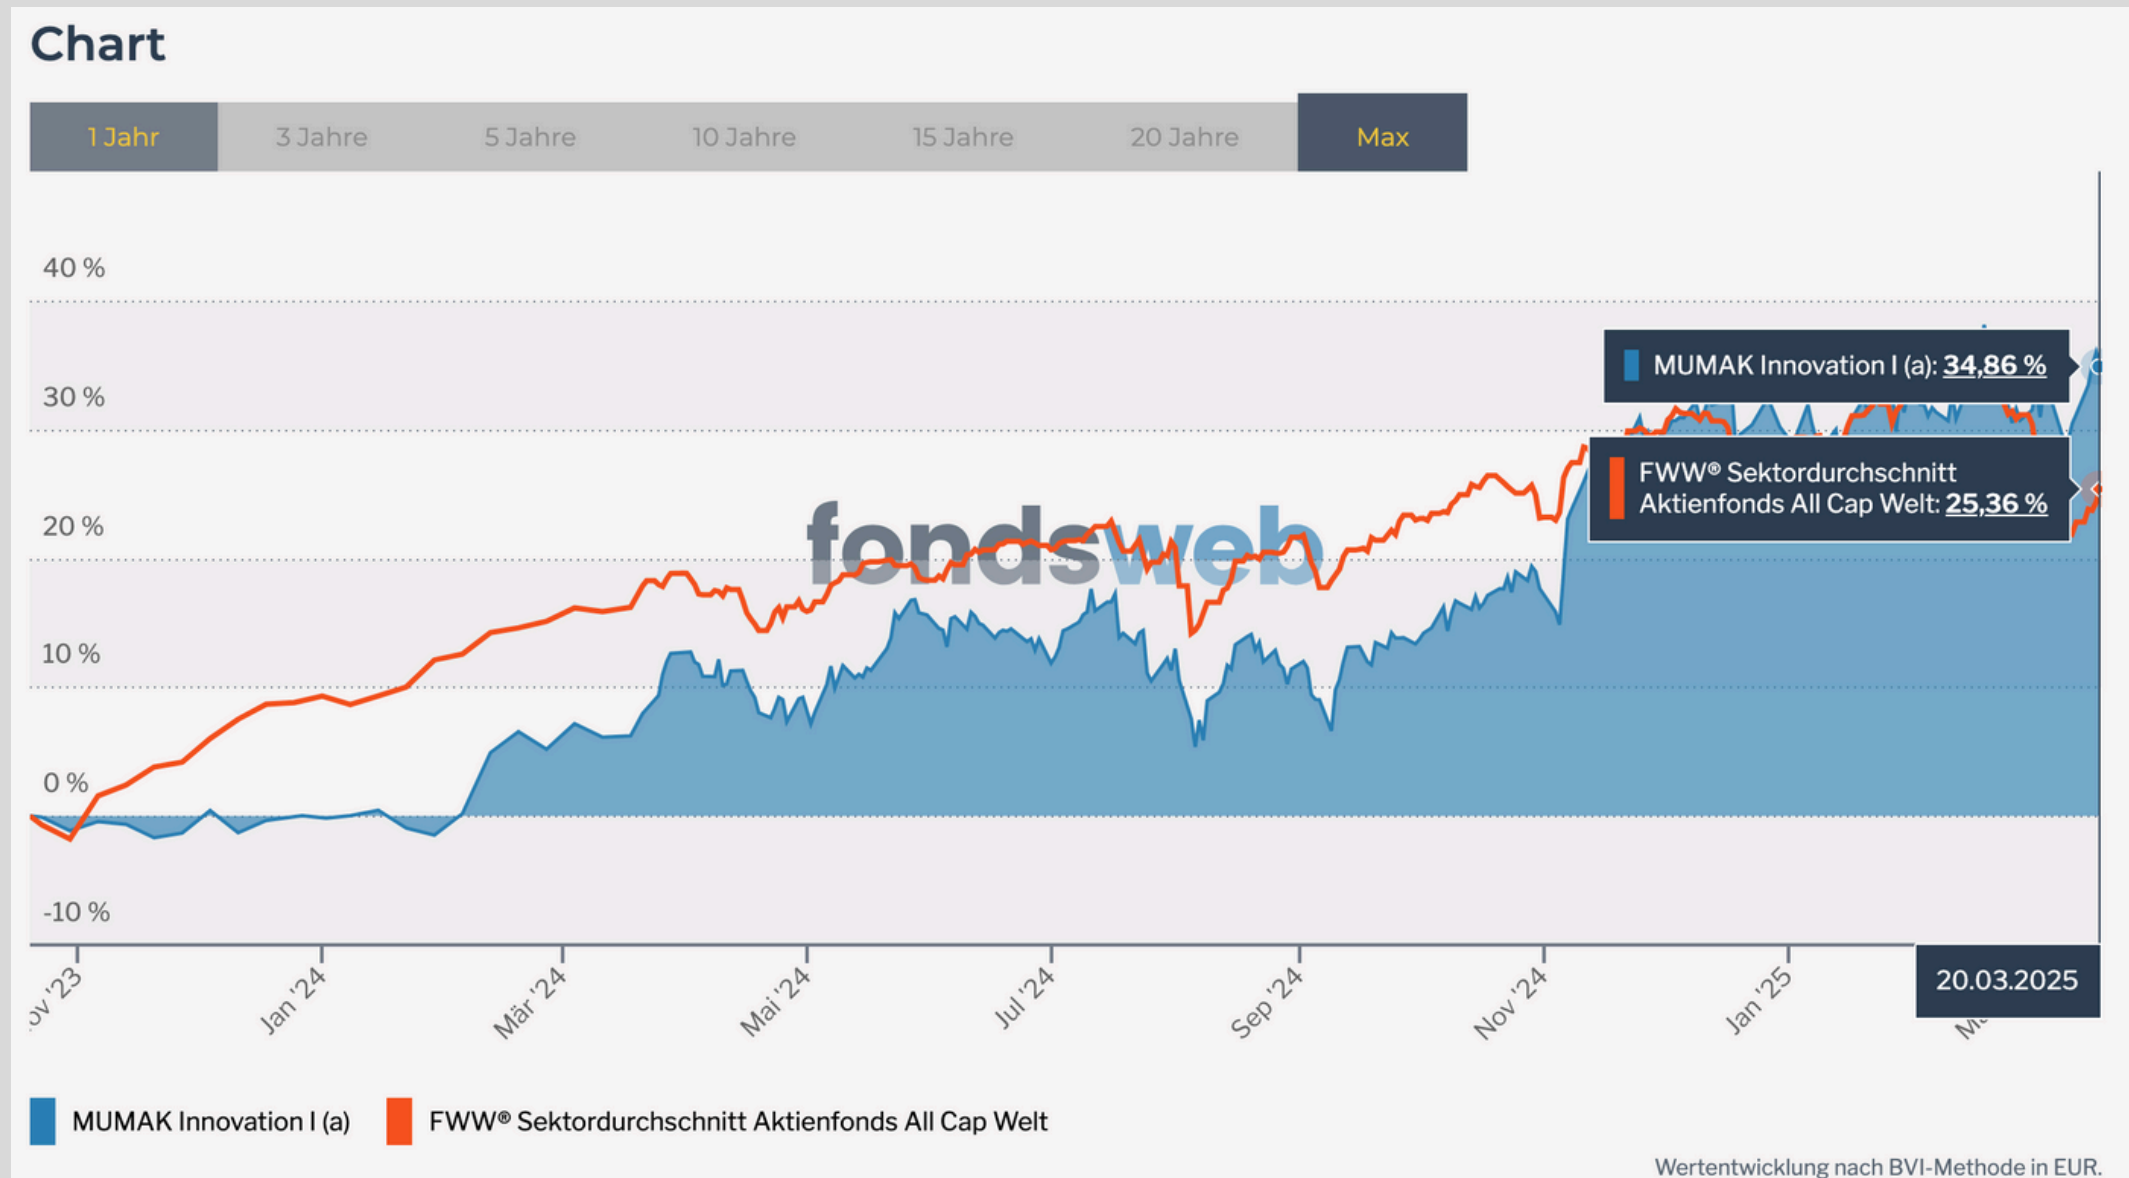 Chart
1 Jahr 3 Jahre 5 Jahre 10 Jahre 15 Jahre 20 Jahre Max
40 %
30 %
20 %
10 %
0 %
-10 %
fondsweb
MUMAK Innovation I (a): 34,86 %
FWW® Sektordurchschnitt
Aktienfonds All Cap Welt: 25,36 %
'23 Jan '24 Mär '24 Mai '24 Jul '24 Sep '24 Nov '24 Jan '25
20.03.2025
MUMAK Innovation I (a) FWW® Sektordurchschnitt Aktienfonds All Cap Welt
Wertentwicklung nach BVI-Methode in EUR.